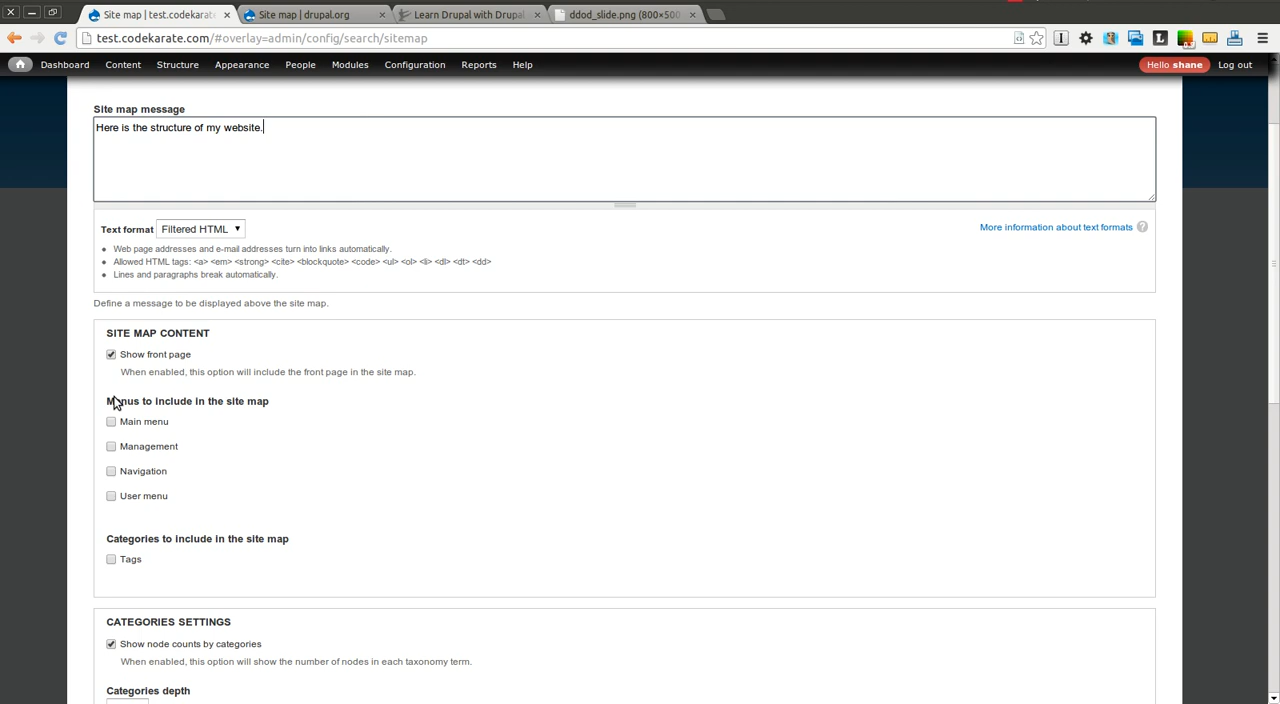 Site map | test.codekarate
Site map | drupal.org
Learn Drupal with Drupal
ddod_slide.png (800×500
test.codekarate.com/#overlay=admin/config/search/sitemap
Dashboard Content Structure Appearance People Modules Configuration Reports Help Hello shane Log out
Site map message
Here is the structure of my website.
Text format Filtered HTML
More information about text formats ?
Web page addresses and e-mail addresses turn into links automatically.
Allowed HTML tags: <a> <em> <strong> <cite> <blockquote> <code> <ul> <ol> <li> <dl> <dt> <dd>
Lines and paragraphs break automatically.
Define a message to be displayed above the site map.
SITE MAP CONTENT
Show front page
When enabled, this option will include the front page in the site map.
Menus to include in the site map
Main menu
Management
Navigation
User menu
Categories to include in the site map
Tags
CATEGORIES SETTINGS
Show node counts by categories
When enabled, this option will show the number of nodes in each taxonomy term.
Categories depth